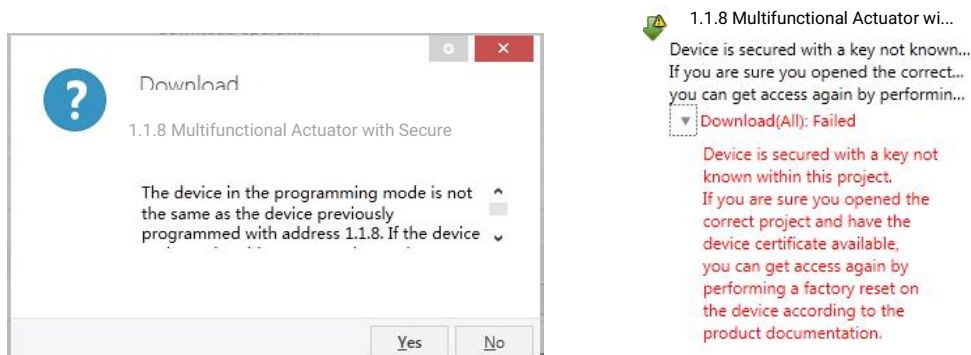 Download
1.1.8 Multifunctional Actuator with Secure
The device in the programming mode is not
the same as the device previously
programmed with address 1.1.8. If the device
Yes
No
1.1.8 Multifunctional Actuator wi...
Device is secured with a key not known...
If you are sure you opened the correct...
you can get access again by performin...
Download(All): Failed
Device is secured with a key not
known within this project.
If you are sure you opened the
correct project and have the
device certificate available,
you can get access again by
performing a factory reset on
the device according to the
product documentation.